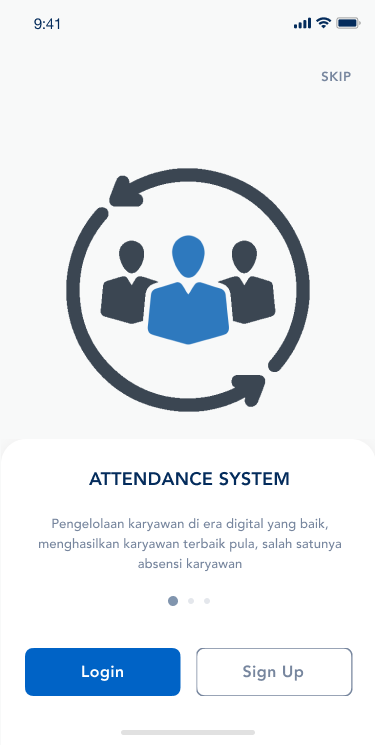 9:41
SKIP
ATTENDANCE SYSTEM
Pengelolaan karyawan di era digital yang baik,
menghasilkan karyawan terbaik pula, salah satunya
absensi karyawan
Login
Sign Up